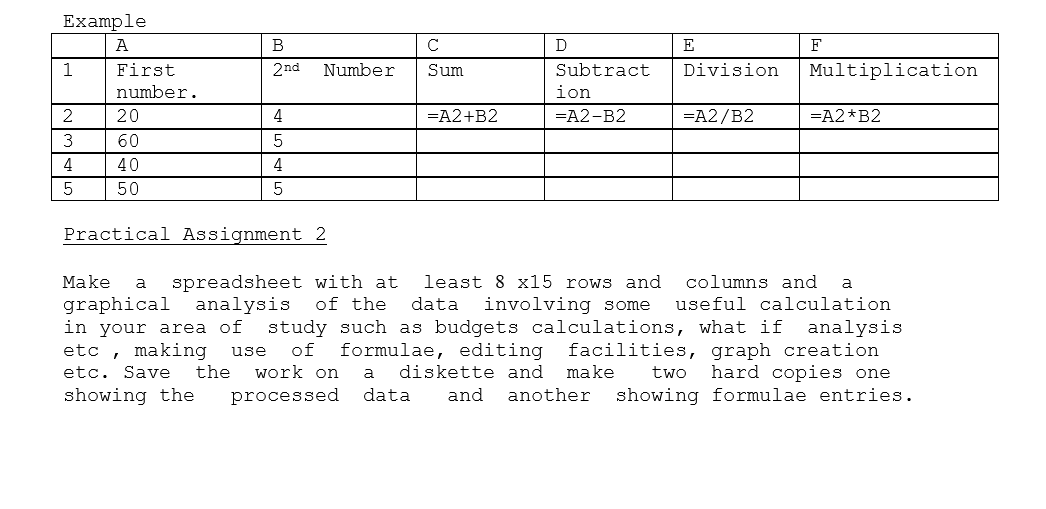 Example
A B C D E F
1 First 2nd Number Sum Subtract Division Multiplication
number. ion
2 20 4 =A2+B2 =A2-B2 =A2/B2 =A2*B2
3 60 5
4 40 4
5 50 5
Practical Assignment 2
Make a spreadsheet with at least 8 x15 rows and columns and a
graphical analysis of the data involving some useful calculation
in your area of study such as budgets calculations, what if analysis
etc , making use of formulae, editing facilities, graph creation
etc. Save the work on a diskette and make two hard copies one
showing the processed data and another showing formulae entries.